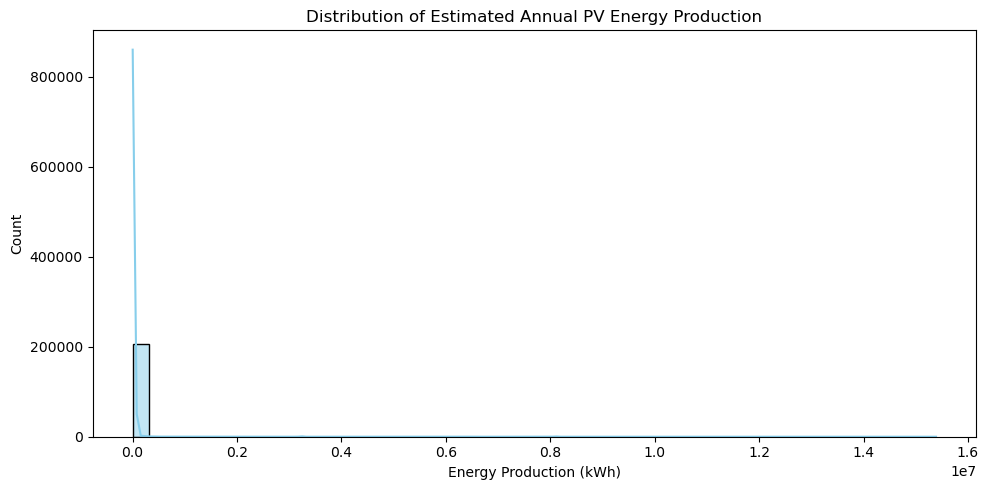 Distribution of Estimated Annual PV Energy Production
Count
800000
600000
400000
200000
0
0.0 0.2 0.4 0.6 0.8 1.0 1.2 1.4 1.6
1e7
Energy Production (kWh)